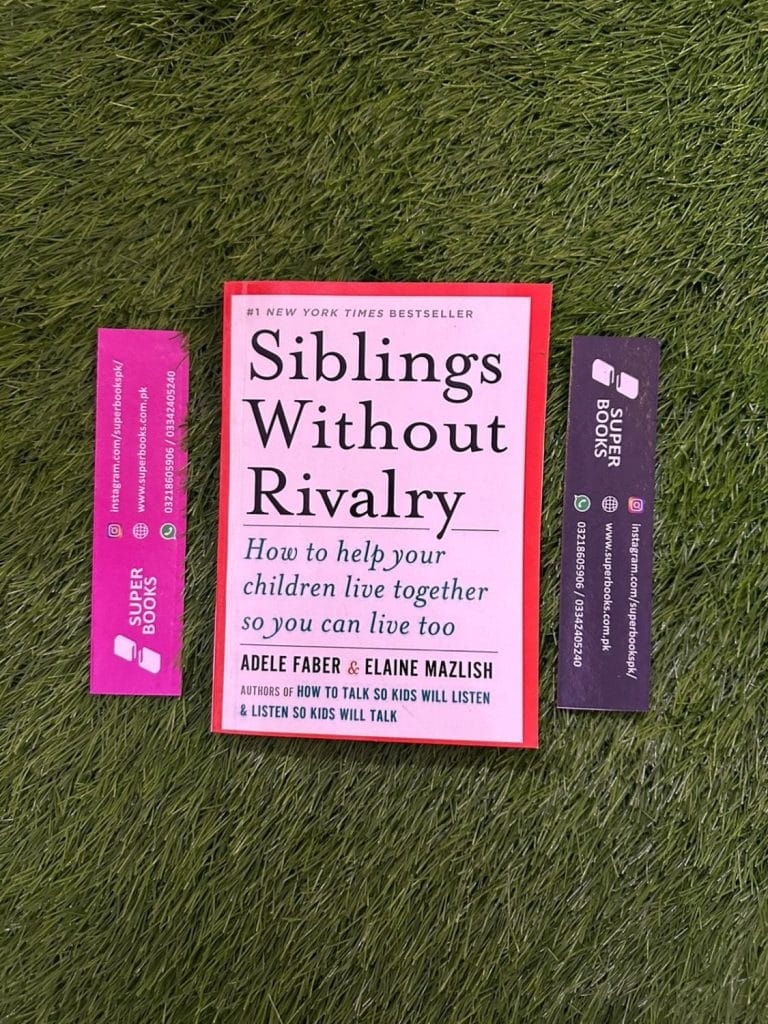 #1 NEW YORK TIMES BESTSELLER
Siblings
Without
Rivalry
How to help your
children live together
so you can live too
ADELE FABER & ELAINE MAZLISH
AUTHORS OF HOW TO TALK SO KIDS WILL LISTEN
& LISTEN SO KIDS WILL TALK
SUPER
BOOKS
instagram.com/superbookspk/
www.superbooks.com.pk
03218605906 / 03342405240
SUPER
BOOKS
instagram.com/superbookspk/
www.superbooks.com.pk
03218605906 / 03342405240